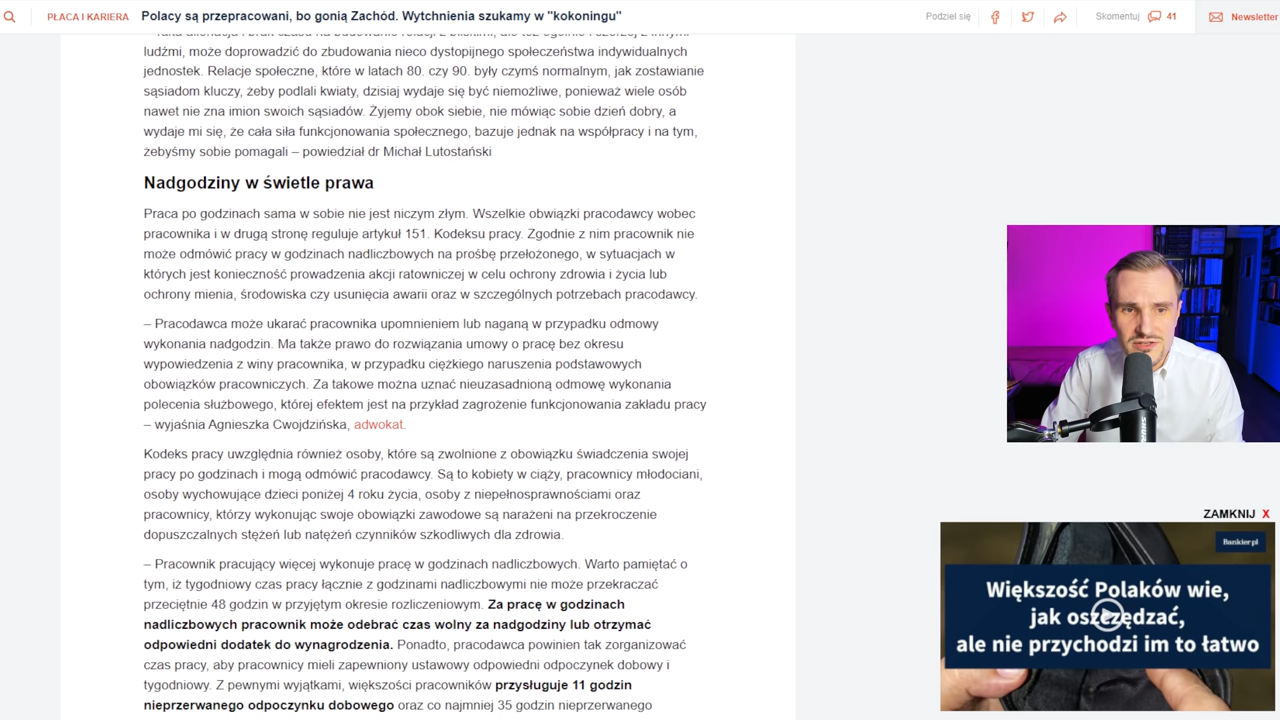 PŁACA I KARIERA
Polacy są przepracowani, bo gonią Zachód. Wytchnienia szukamy w "kokoningu"
Podziel się
Skomentuj
41
Newsletter
ludźmi, może doprowadzić do zbudowania nieco dystopijnego społeczeństwa indywidualnych
jednostek. Relacje społeczne, które w latach 80. czy 90. były czymś normalnym, jak zostawianie
sąsiadom kluczy, żeby podlali kwiaty, dzisiaj wydaje się być niemożliwe, ponieważ wiele osób
nawet nie zna imion swoich sąsiadów. Żyjemy obok siebie, nie mówiąc sobie dzień dobry, a
wydaje mi się, że cała siła funkcjonowania społecznego, bazuje jednak na współpracy i na tym,
żebyśmy sobie pomagali – powiedział dr Michał Lutostański
Nadgodziny w świetle prawa
Praca po godzinach sama w sobie nie jest niczym złym. Wszelkie obwiązki pracodawcy wobec
pracownika i w drugą stronę reguluje artykuł 151. Kodeksu pracy. Zgodnie z nim pracownik nie
może odmówić pracy w godzinach nadliczbowych na prośbę przełożonego, w sytuacjach w
których jest konieczność prowadzenia akcji ratowniczej w celu ochrony zdrowia i życia lub
ochrony mienia, środowiska czy usunięcia awarii oraz w szczególnych potrzebach pracodawcy.
– Pracodawca może ukarać pracownika upomnieniem lub naganą w przypadku odmowy
wykonania nadgodzin. Ma także prawo do rozwiązania umowy o pracę bez okresu
wypowiedzenia z winy pracownika, w przypadku ciężkiego naruszenia podstawowych
obowiązków pracowniczych. Za takowe można uznać nieuzasadnioną odmowę wykonania
polecenia służbowego, której efektem jest na przykład zagrożenie funkcjonowania zakładu pracy
– wyjaśnia Agnieszka Cwojdzińska, adwokat.
Kodeks pracy uwzględnia również osoby, które są zwolnione z obowiązku świadczenia swojej
pracy po godzinach i mogą odmówić pracodawcy. Są to kobiety w ciąży, pracownicy młodociani,
osoby wychowujące dzieci poniżej 4 roku życia, osoby z niepełnosprawnościami oraz
pracownicy, którzy wykonując swoje obowiązki zawodowe są narażeni na przekroczenie
dopuszczalnych stężeń lub natężeń czynników szkodliwych dla zdrowia.
– Pracownik pracujący więcej wykonuje pracę w godzinach nadliczbowych. Warto pamiętać o
tym, iż tygodniowy czas pracy łącznie z godzinami nadliczbowymi nie może przekraczać
przeciętnie 48 godzin w przyjętym okresie rozliczeniowym. Za pracę w godzinach
nadliczbowych pracownik może odebrać czas wolny za nadgodziny lub otrzymać
odpowiedni dodatek do wynagrodzenia. Ponadto, pracodawca powinien tak zorganizować
czas pracy, aby pracownicy mieli zapewniony ustawowy odpowiedni odpoczynek dobowy i
tygodniowy. Z pewnymi wyjątkami, większości pracowników przysługuje 11 godzin
nieprzerwanego odpoczynku dobowego oraz co najmniej 35 godzin nieprzerwanego
ZAMKNIJ X
Bankier.pl
Większość Polaków wie,
jak oszczędzać,
ale nie przychodzi im to łatwo